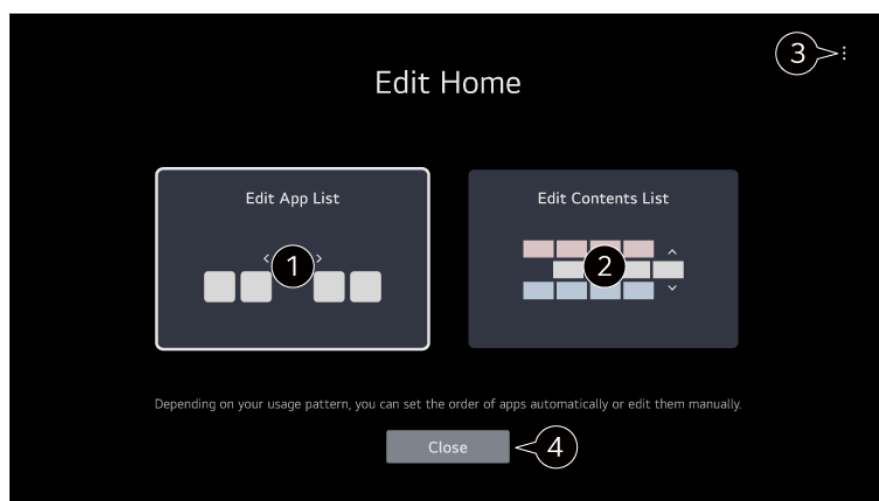 3
Edit Home
Edit App List
Edit Contents List
1
2
Depending on your usage pattern, you can set the order of apps automatically or edit them manually.
Close
4